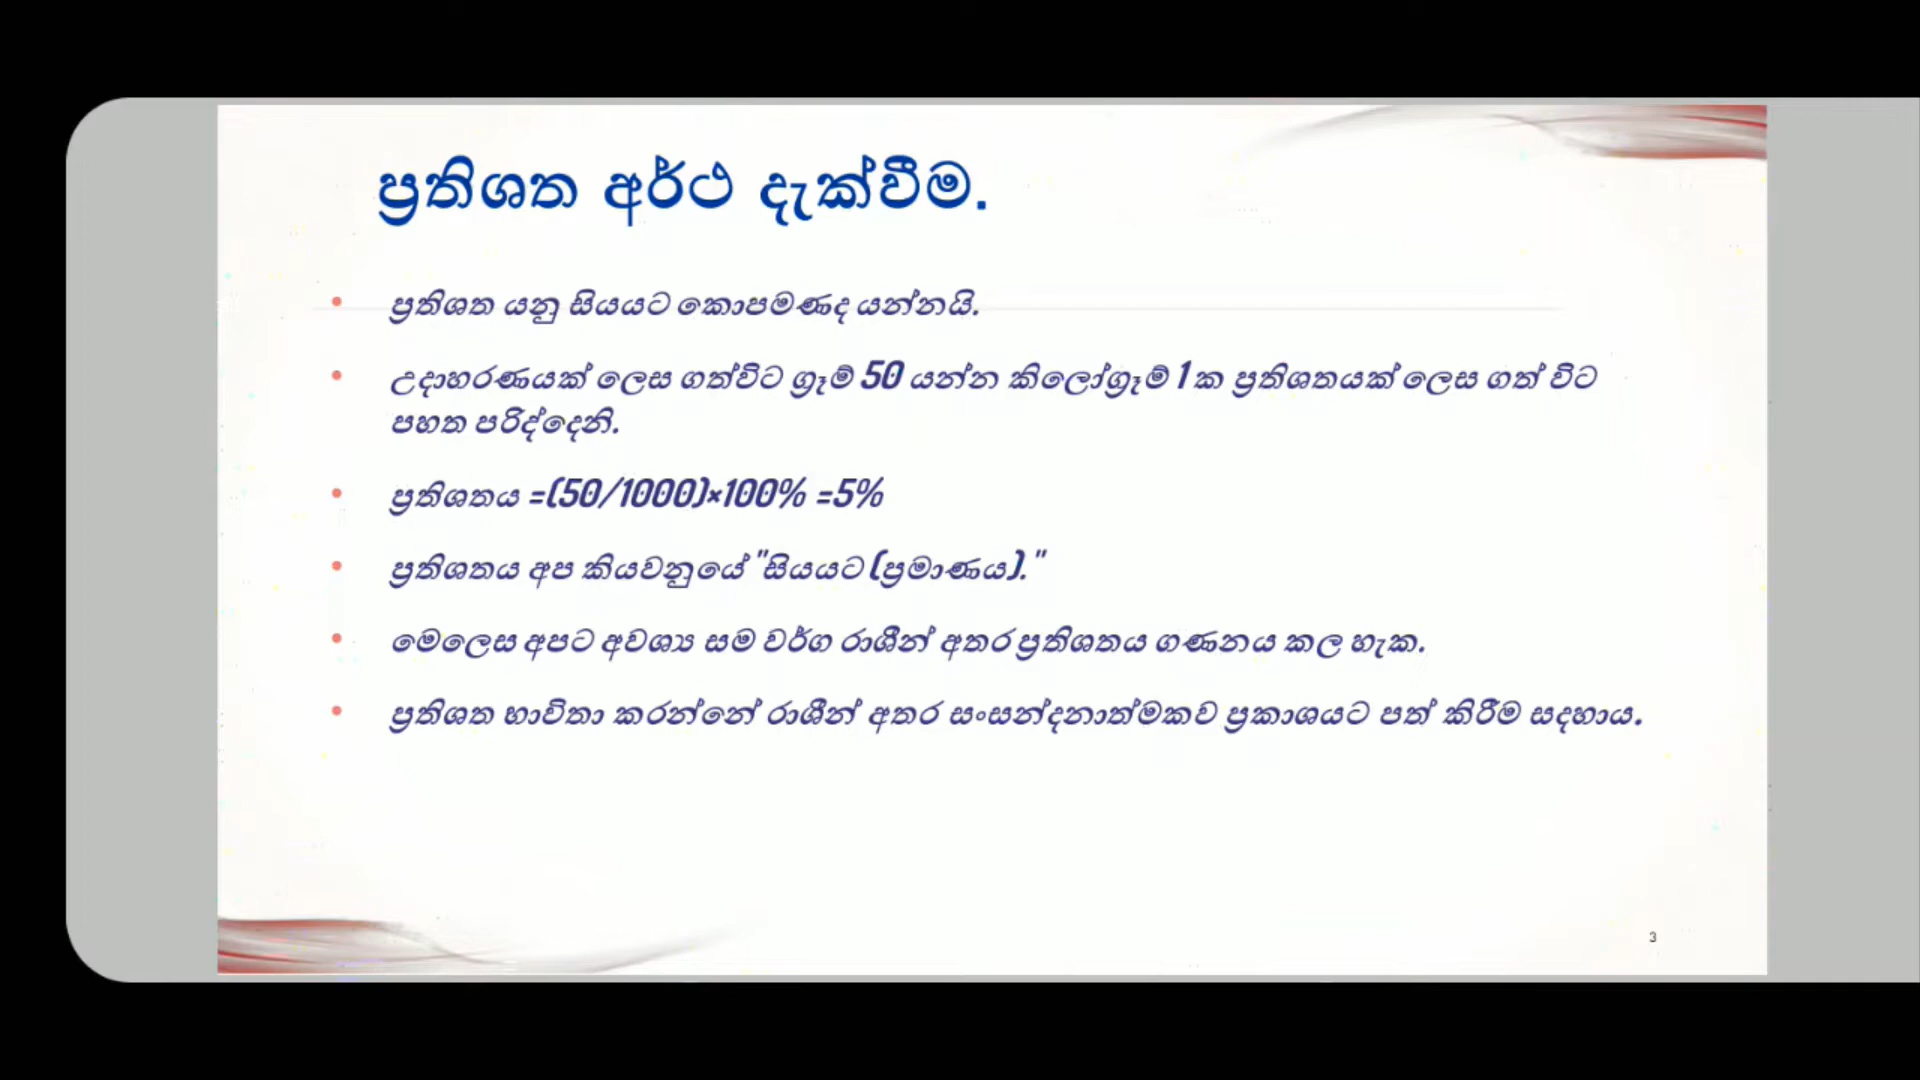 ප්‍රතිශත අර්ථ දැක්වීම.
• ප්‍රතිශත යනු සියයට කොපමණද යන්නයි.
• උදාහරණයක් ලෙස ගත්විට ග්‍රෑම් 50 යන්න කිලෝග්‍රෑම් 1 ක ප්‍රතිශතයක් ලෙස ගත් විට
පහත පරිද්දෙනි.
• ප්‍රතිශතය =(50/1000)×100% =5%
• ප්‍රතිශතය අප කියවනුයේ "සියයට (ප්‍රමාණය)."
• මෙලෙස අපට අවශ්‍ය සම වර්ග රාශීන් අතර ප්‍රතිශතය ගණනය කල හැක.
• ප්‍රතිශත භාවිතා කරන්නේ රාශීන් අතර සංසන්දනාත්මකව ප්‍රකාශයට පත් කිරීම සදහාය.
3